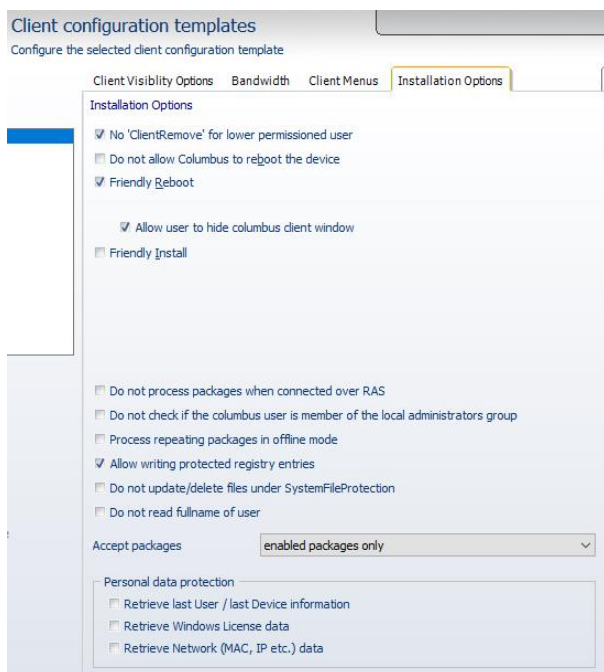 Client configuration templates
Configure the selected client configuration template
Client Visiblity Options Bandwidth Client Menus Installation Options
Installation Options
No 'ClientRemove' for lower permissioned user
Do not allow Columbus to reboot the device
Friendly Reboot
Allow user to hide columbus client window
Friendly Install
Do not process packages when connected over RAS
Do not check if the columbus user is member of the local administrators group
Process repeating packages in offline mode
Allow writing protected registry entries
Do not update/delete files under SystemFileProtection
Do not read fullname of user
Accept packages enabled packages only
Personal data protection
Retrieve last User / last Device information
Retrieve Windows License data
Retrieve Network (MAC, IP etc.) data